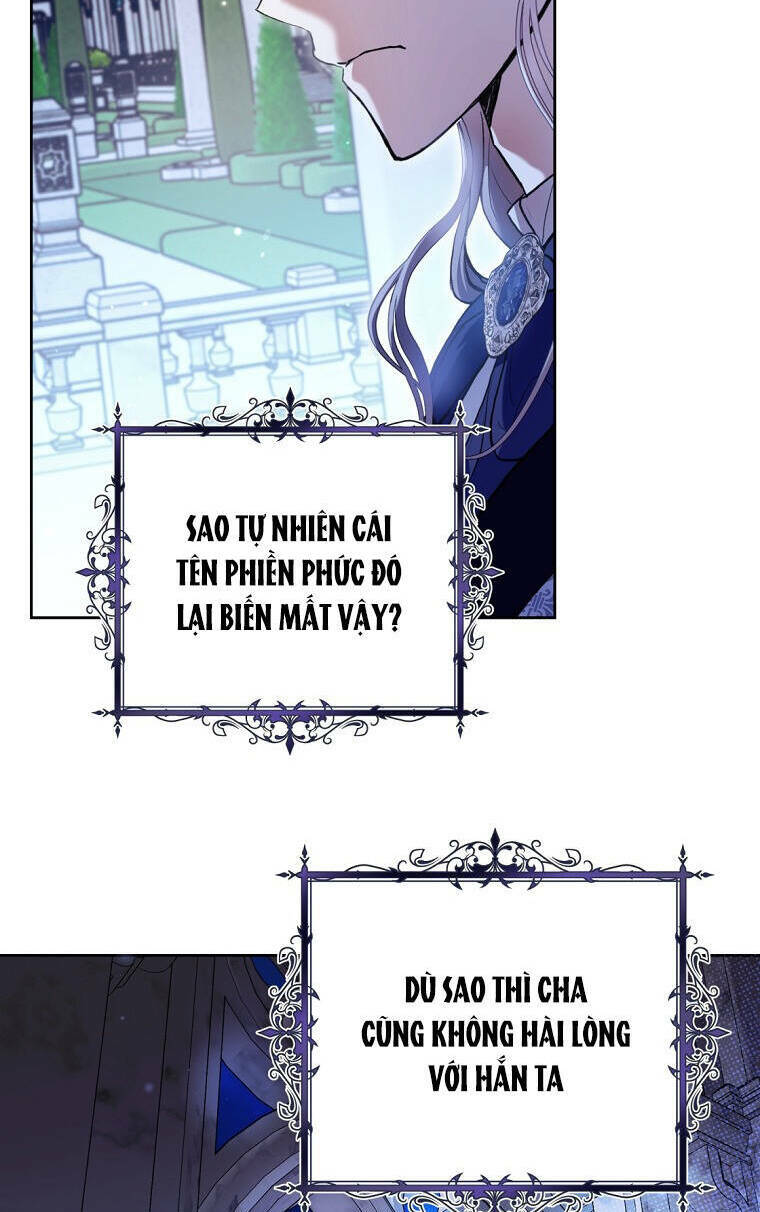 SAO TỰ NHIÊN CÁI
TÊN PHIỀN PHỨC ĐÓ
LẠI BIẾN MẤT VẬY?
DÙ SAO THÌ CHA
CŨNG KHÔNG HÀI LÒNG
VỚI HẮN TA